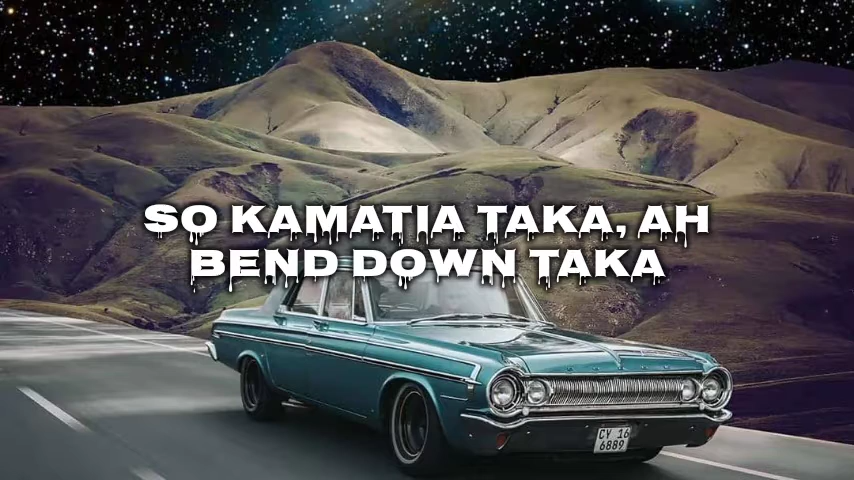 SO KAMATIA TAKA, AH
BEND DOWN TAKA
CY 16
6889